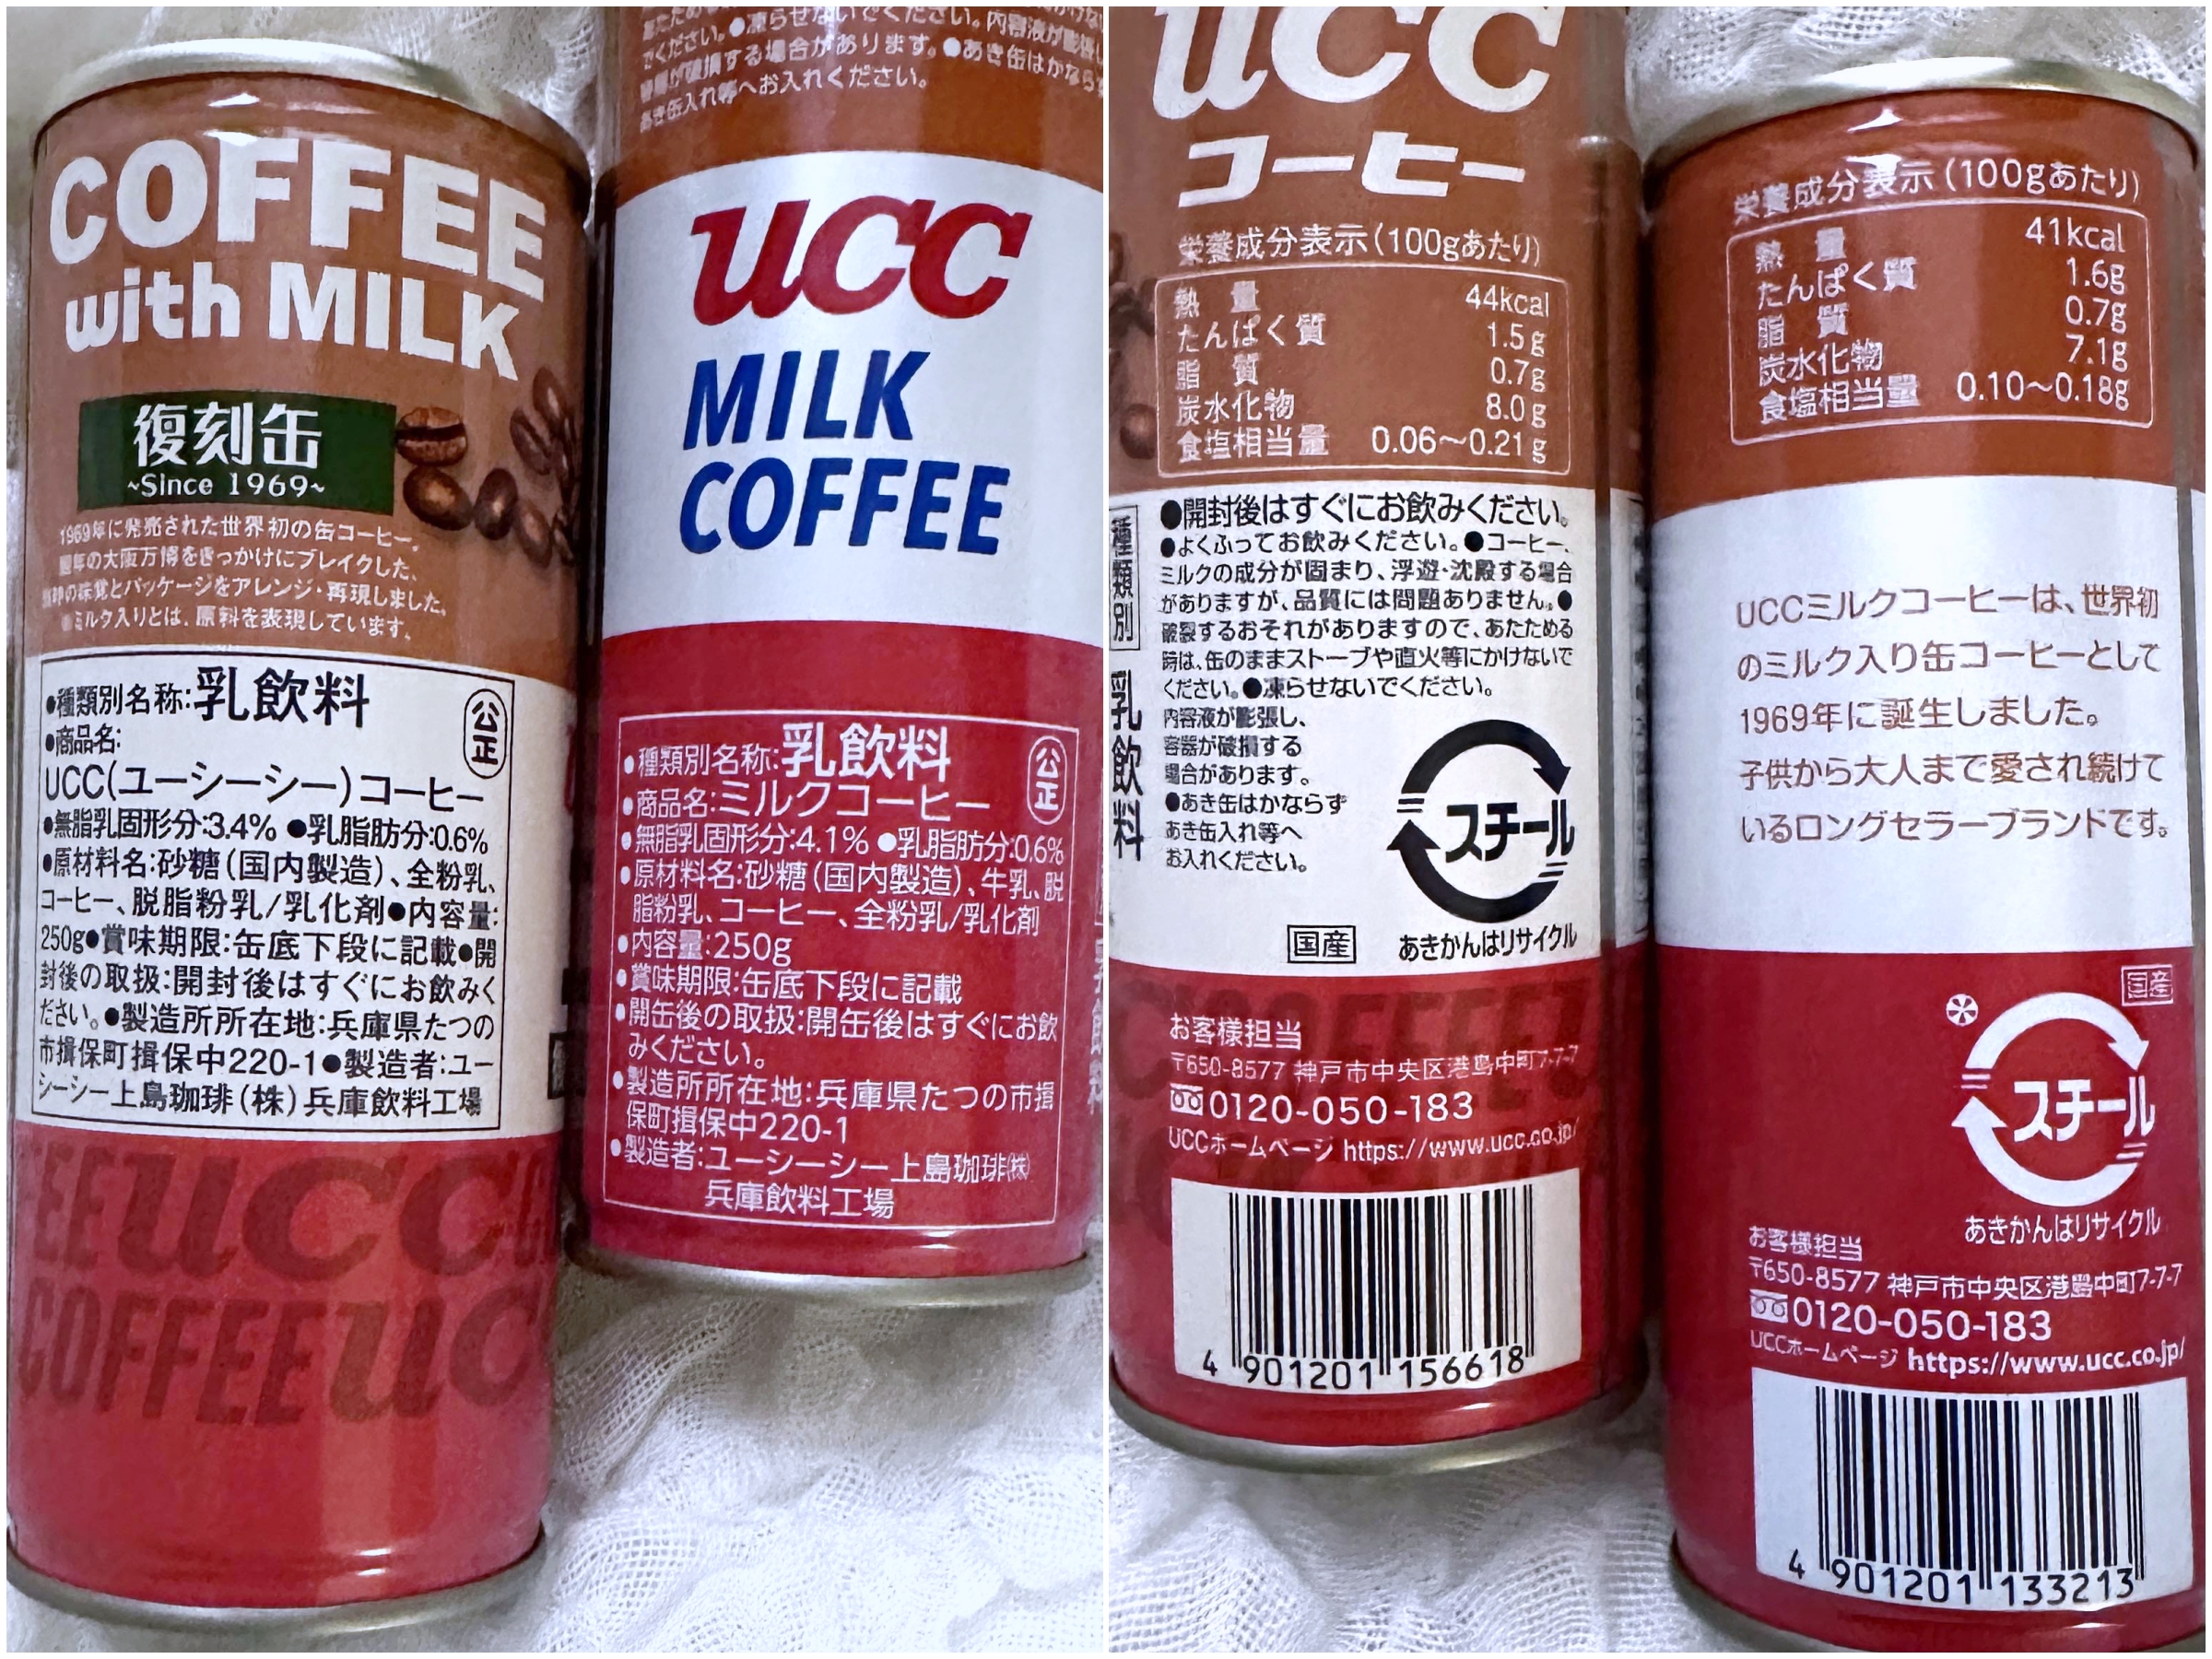 COFFEE
with MILK
復刻缶
~Since 1969~
1969年に発売された世界初の缶コーヒー。
翌年の大阪万博をきっかけにブレイクした、
当時の味覚とパッケージをアレンジ・再現しました。
●ミルク入りとは、原料を表現しています。
●種類別名称:乳飲料
公正
●商品名:
UCC(ユーシーシー)コーヒー
●無脂乳固形分:3.4% ●乳脂肪分:0.6%
●原材料名:砂糖(国内製造)、全粉乳、
コーヒー、脱脂粉乳/乳化剤●内容量:
250g●賞味期限:缶底下段に記載●開
封後の取扱:開封後はすぐにお飲みく
ださい。●製造所所在地:兵庫県たつの
市揖保町揖保中220-1●製造者:ユー
シーシー上島珈琲(株)兵庫飲料工場
UCC
COFFEE UC
でください。●凍らせないでください。内容液が膨張し
容器が破損する場合があります。●あき缶はかならず
あき缶入れ等へお入れください。
UCC
MILK
COFFEE
●種類別名称:乳飲料
公正
●商品名:ミルクコーヒー
●無脂乳固形分:4.1% ●乳脂肪分:0.6%
●原材料名:砂糖(国内製造)、牛乳、脱
脂粉乳、コーヒー、全粉乳/乳化剤
●内容量:250g
●賞味期限:缶底下段に記載
●開缶後の取扱:開缶後はすぐにお飲
みください。
●製造所所在地:兵庫県たつの市揖
保町揖保中220-1
●製造者:ユーシーシー上島珈琲㈱
兵庫飲料工場
UCC
コーヒー
栄養成分表示(100gあたり)
熱量 44kcal
たんぱく質 1.5g
脂質 0.7g
炭水化物 8.0g
食塩相当量 0.06〜0.21g
種類別 乳飲料
●開封後はすぐにお飲みください。
●よくふってお飲みください。●コーヒー、
ミルクの成分が固まり、浮遊・沈殿する場合
がありますが、品質には問題ありません。●
破裂するおそれがありますので、あたためる
時は、缶のままストーブや直火等にかけないで
ください。●凍らせないでください。
内容液が膨張し、
容器が破損する
場合があります。
●あき缶はかならず
あき缶入れ等へ
お入れください。
スチール
国産
あきかんはリサイクル
お客様担当
〒650-8577 神戸市中央区港島中町7-7-7
0120-050-183
UCCホームページ https://www.ucc.co.jp/
4 901201 156618
栄養成分表示(100gあたり)
熱量 41kcal
たんぱく質 1.6g
脂質 0.7g
炭水化物 7.1g
食塩相当量 0.10〜0.18g
UCCミルクコーヒーは、世界初
のミルク入り缶コーヒーとして
1969年に誕生しました。
子供から大人まで愛され続けて
いるロングセラーブランドです。
国産
スチール
あきかんはリサイクル
お客様担当
〒650-8577 神戸市中央区港島中町7-7-7
0120-050-183
UCCホームページ https://www.ucc.co.jp/
4 901201 133213